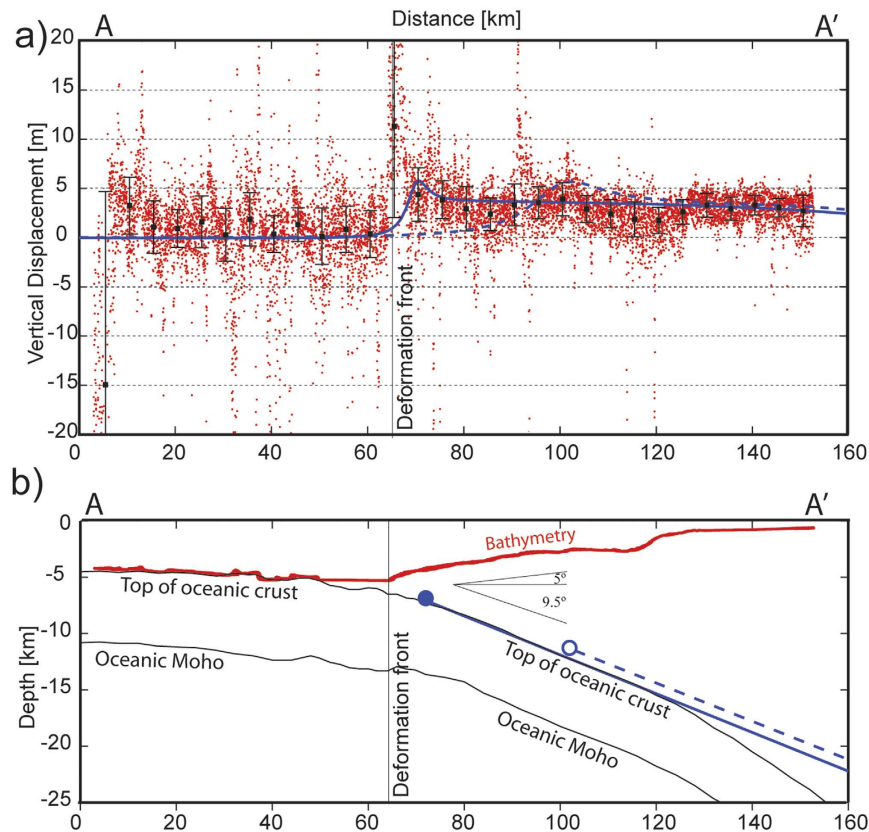 A Distance [km] A'
a)
20
15
10
5
0
-5
-10
-15
-20
Vertical Displacement [m]
Deformation front
0 20 40 60 80 100 120 140 160
b)
A A'
0
-5
-10
-15
-20
-25
Depth [km]
Bathymetry
Top of oceanic crust
5º
9.5º
Oceanic Moho
Top of oceanic crust
Oceanic Moho
Deformation front
0 20 40 60 80 100 120 140 160